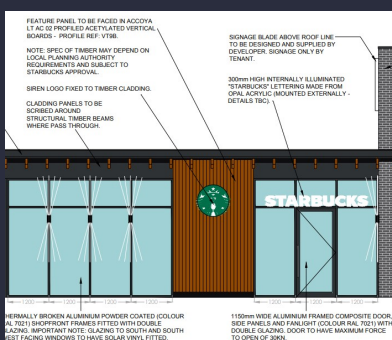 FEATURE PANEL TO BE FACED IN ACCOYA
LT AC 02 PROFILED ACETYLATED VERTICAL
BOARDS - PROFILE REF: VT9B.
NOTE: SPEC OF TIMBER MAY DEPEND ON
LOCAL PLANNING AUTHORITY
REQUIREMENTS AND SUBJECT TO
STARBUCKS APPROVAL.
SIREN LOGO FIXED TO TIMBER CLADDING.
CLADDING PANELS TO BE
SCRIBED AROUND
STRUCTURAL TIMBER BEAMS
WHERE PASS THROUGH.
SIGNAGE BLADE ABOVE ROOF LINE
TO BE DESIGNED AND SUPPLIED BY
DEVELOPER. SIGNAGE ONLY BY
TENANT.
300mm HIGH INTERNALLY ILLUMINATED
"STARBUCKS" LETTERING MADE FROM
OPAL ACRYLIC (MOUNTED EXTERNALLY -
DETAILS TBC).
STARBUCKS
1200 1200 1200 1200 1200 1200
HERMALLY BROKEN ALUMINIUM POWDER COATED (COLOUR
RAL 7021) SHOPFRONT FRAMES FITTED WITH DOUBLE
GLAZING. IMPORTANT NOTE: GLAZING TO SOUTH AND SOUTH
WEST FACING WINDOWS TO HAVE SOLAR VINYL FITTED.
1150mm WIDE ALUMINIUM FRAMED COMPOSITE DOOR,
SIDE PANELS AND FANLIGHT (COLOUR RAL 7021) WITH
DOUBLE GLAZING. DOOR TO HAVE MAXIMUM FORCE
TO OPEN OF 30KN.